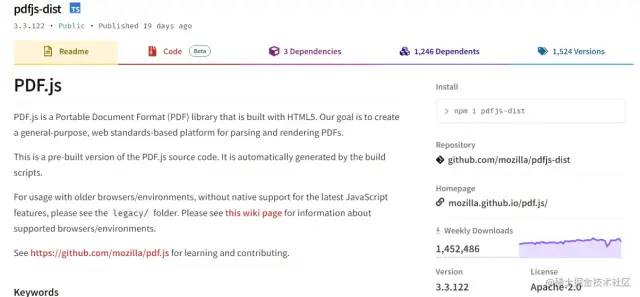 pdfjs-dist TS
3.3.122 • Public • Published 19 days ago
Readme
Code Beta
3 Dependencies
1,246 Dependents
1,524 Versions
PDF.js
PDF.js is a Portable Document Format (PDF) library that is built with HTML5. Our goal is to create
a general-purpose, web standards-based platform for parsing and rendering PDFs.
This is a pre-built version of the PDF.js source code. It is automatically generated by the build
scripts.
For usage with older browsers/environments, without native support for the latest JavaScript
features, please see the legacy/ folder. Please see this wiki page for information about
supported browsers/environments.
See https://github.com/mozilla/pdf.js for learning and contributing.
Keywords
Install
> npm i pdfjs-dist
Repository
github.com/mozilla/pdfjs-dist
Homepage
mozilla.github.io/pdf.js/
Weekly Downloads
1,452,486
Version
3.3.122
License
Apache-2.0
@稀土掘金技术社区